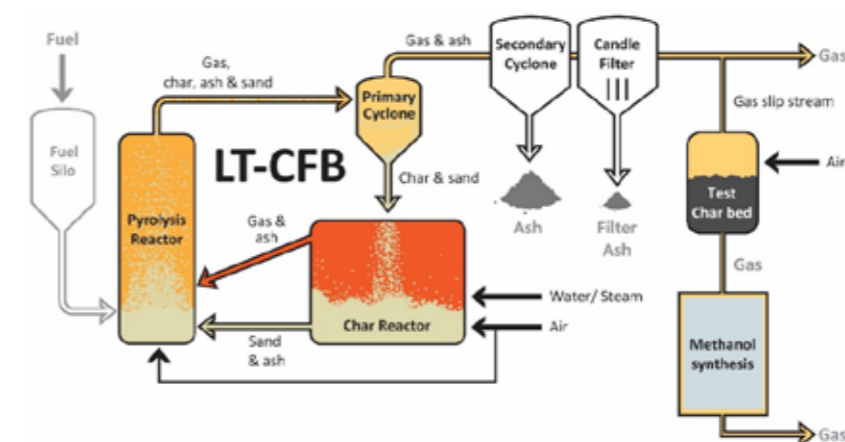 Fuel
Fuel
Silo
Gas,
char, ash & sand
Pyrolysis
Reactor
LT-CFB
Primary
Cyclone
Gas & ash
Secondary
Cyclone
Candle
Filter
Gas
Gas slip stream
Air
Test
Char bed
Char & sand
Ash
Filter
Ash
Gas &
ash
Char Reactor
Water/ Steam
Air
Sand
& ash
Gas
Methanol
synthesis
Gas